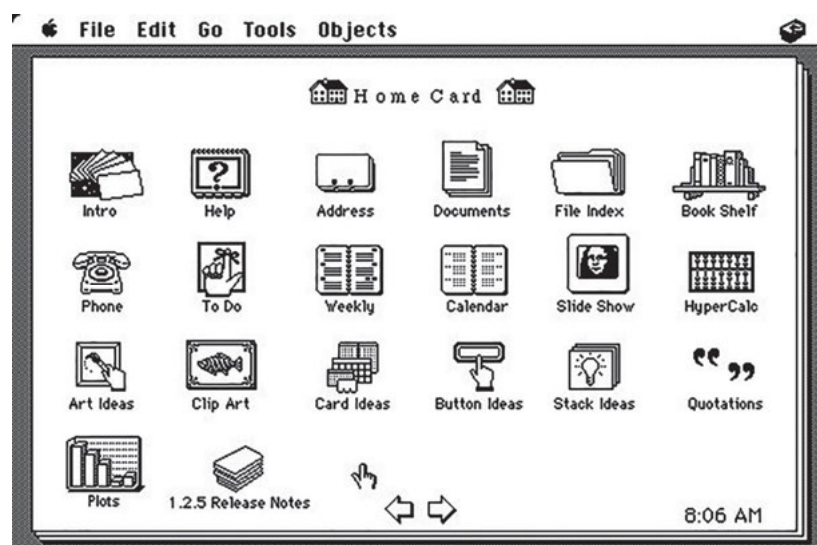 File Edit Go Tools Objects
Home Card
Intro Help Address Documents File Index Book Shelf
Phone To Do Weekly Calendar Slide Show HyperCalc
Art Ideas Clip Art Card Ideas Button Ideas Stack Ideas Quotations
Plots 1.2.5 Release Notes
8:06 AM